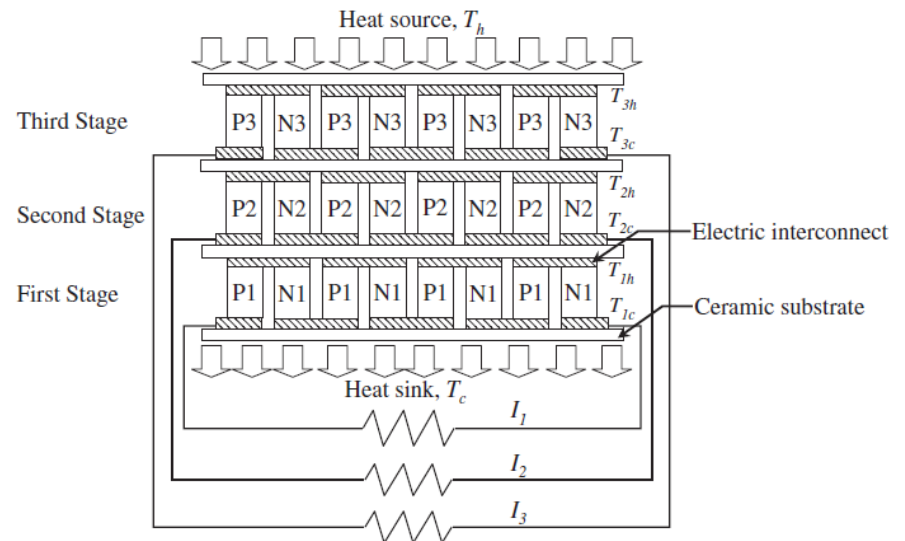 Heat source, T_h
T_3h
Third Stage
P3 N3 P3 N3 P3 N3 P3 N3
T_3c
T_2h
Second Stage
P2 N2 P2 N2 P2 N2 P2 N2
T_2c
Electric interconnect
T_1h
First Stage
P1 N1 P1 N1 P1 N1 P1 N1
T_1c
Ceramic substrate
Heat sink, T_c
I_1
I_2
I_3